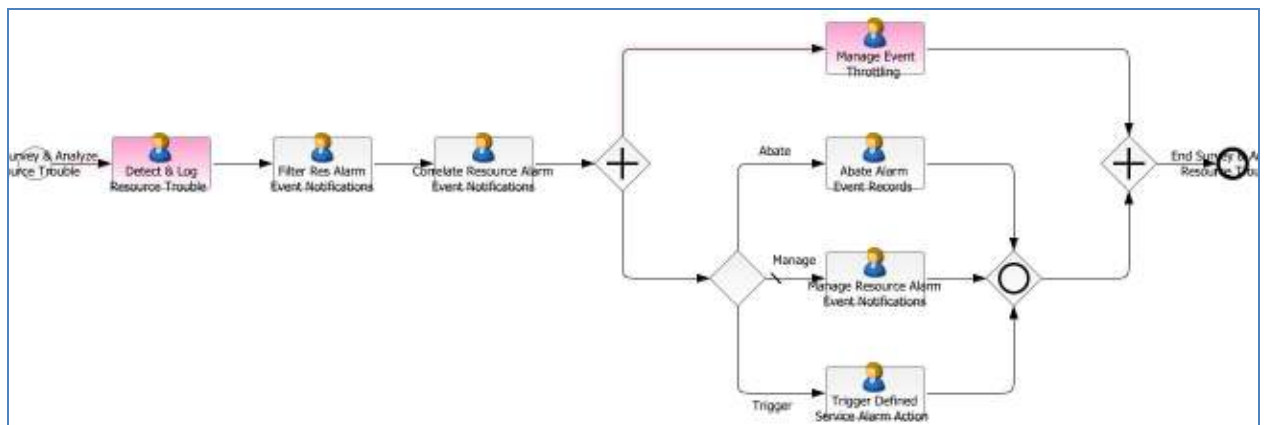 Manage Event
Throttling
urvey & Analyze
urce Trouble
Detect & Log
Resource Trouble
Filter Res Alarm
Event Notifications
Correlate Resource Alarm
Event Notifications
Abate
Abate Alarm
Event Records
End Survey &
Resource
Manage
Manage Resource Alarm
Event Notifications
Trigger
Trigger Defined
Service Alarm Action